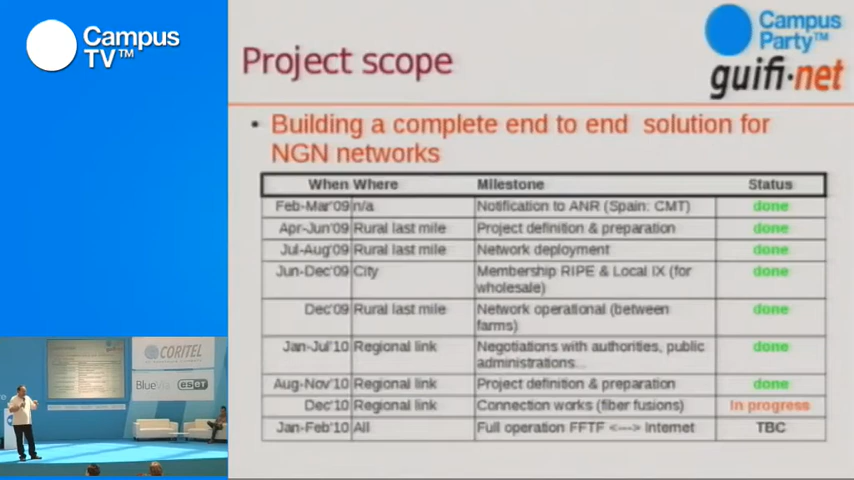 Campus
TV™
Campus
Party™
guifi·net
Project scope
• Building a complete end to end solution for
NGN networks
When Where Milestone Status
Feb-Mar'09 n/a Notification to ANR (Spain: CMT) done
Apr-Jun'09 Rural last mile Project definition & preparation done
Jul-Aug'09 Rural last mile Network deployment done
Jun-Dec'09 City Membership RIPE & Local IX (for
wholesale) done
Dec'09 Rural last mile Network operational (between
farms) done
Jan-Jul'10 Regional link Negotiations with authorities, public
administrations... done
Aug-Nov'10 Regional link Project definition & preparation done
Dec'10 Regional link Connection works (fiber fusions) In progress
Jan-Feb'10 All Full operation FFTF <---> Internet TBC
CORITEL
BlueVia eseT